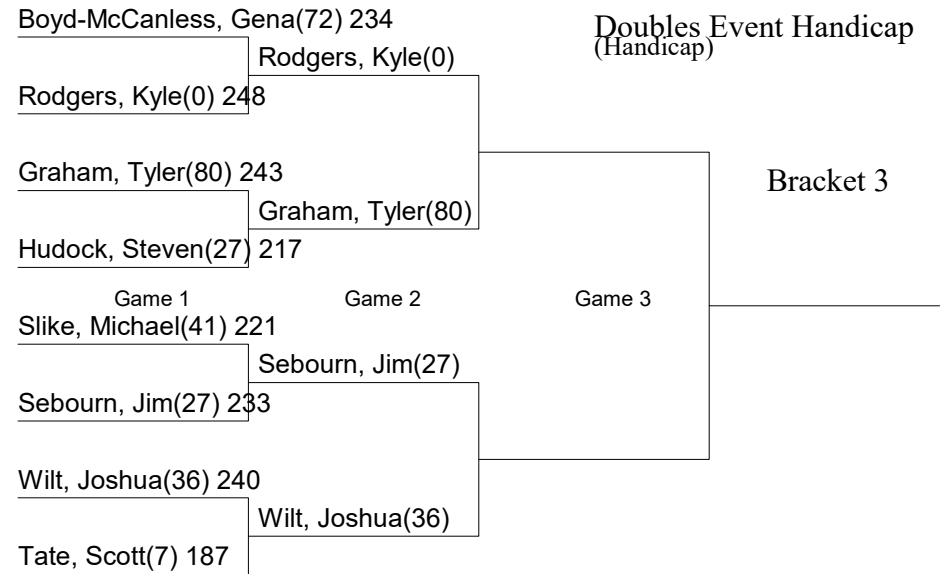 Boyd-McCanless, Gena(72) 234
Doubles Event Handicap
(Handicap)
Rodgers, Kyle(0)
Rodgers, Kyle(0) 248
Graham, Tyler(80) 243
Bracket 3
Graham, Tyler(80)
Hudock, Steven(27) 217
Game 1 Game 2 Game 3
Slike, Michael(41) 221
Sebourn, Jim(27)
Sebourn, Jim(27) 233
Wilt, Joshua(36) 240
Wilt, Joshua(36)
Tate, Scott(7) 187